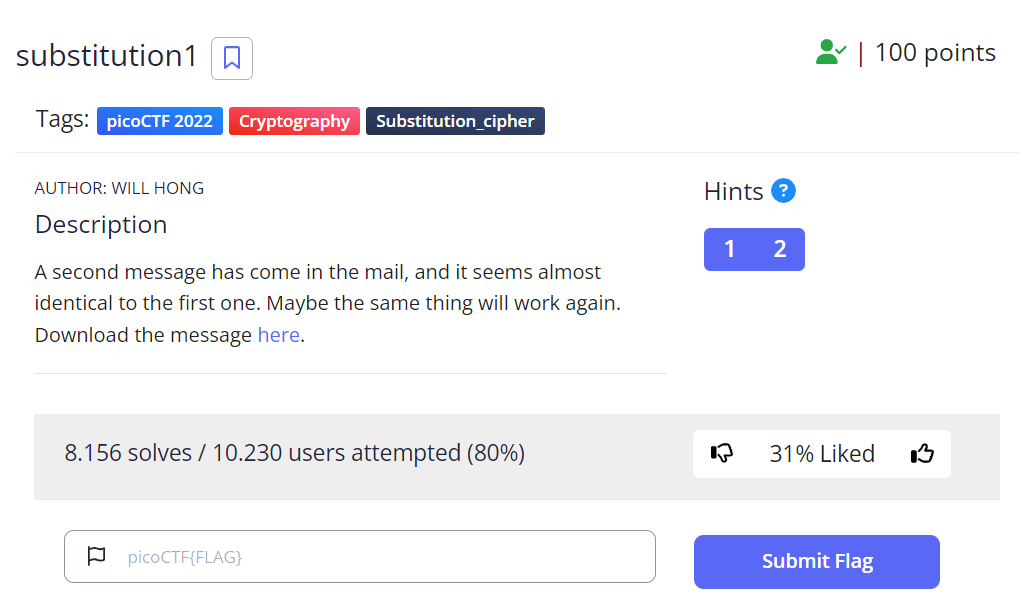 substitution1
| 100 points
Tags: picoCTF 2022 Cryptography Substitution_cipher
AUTHOR: WILL HONG
Description
A second message has come in the mail, and it seems almost
identical to the first one. Maybe the same thing will work again.
Download the message here.
Hints ?
1 2
8.156 solves / 10.230 users attempted (80%)
31% Liked
picoCTF{FLAG}
Submit Flag